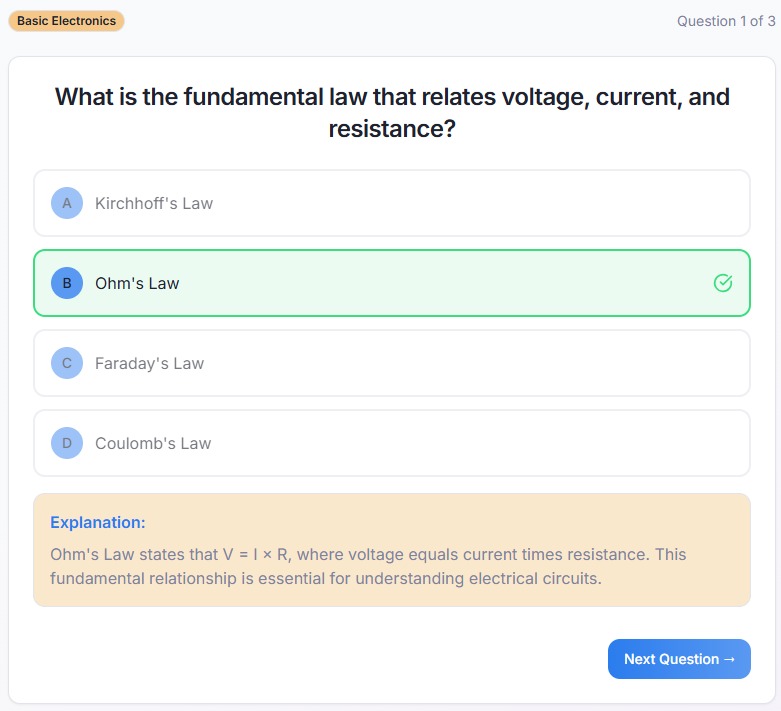 Basic Electronics
Question 1 of 3
What is the fundamental law that relates voltage, current, and
resistance?
A Kirchhoff's Law
B Ohm's Law
C Faraday's Law
D Coulomb's Law
Explanation:
Ohm's Law states that V = I × R, where voltage equals current times resistance. This
fundamental relationship is essential for understanding electrical circuits.
Next Question →